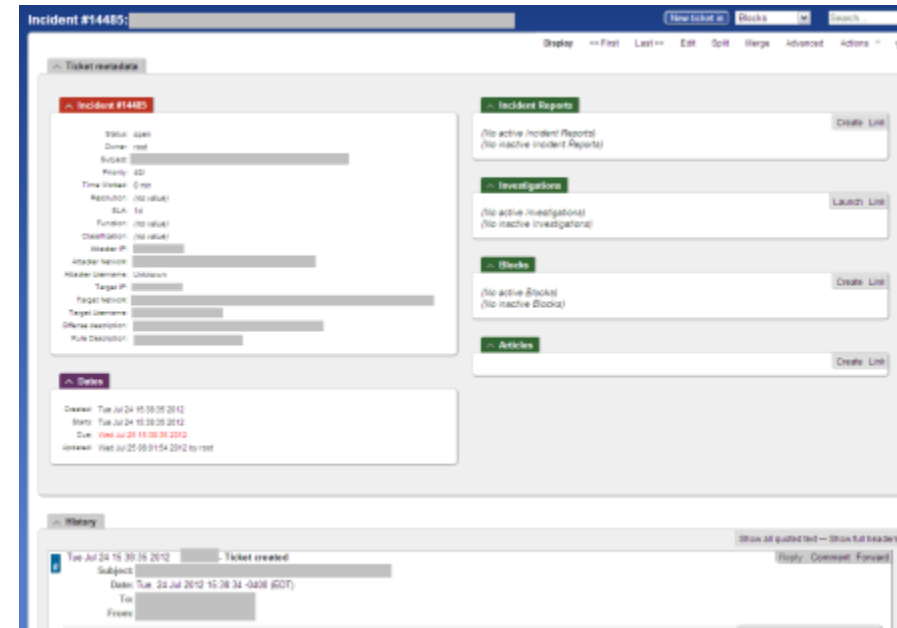 Incident #14485:
New ticket in Blocks Search
Display First Last Edit Split Merge Advanced Actions
Ticket metadata
Incident #14485
Status: open
Owner: root
Subject:
Priority:
Time Worked: 0 min
Resolution: (no value)
SLA: 1d
Function: (no value)
Classification: (no value)
Attacker IP:
Attacker Network:
Attacker Username: Unknown
Target IP:
Target Network:
Target Username:
Offense description:
Rule Description:
Dates
Created: Tue Jul 24 15:38:35 2012
Starts: Tue Jul 24 15:38:35 2012
Due: Wed Jul 25 15:38:35 2012
Updated: Wed Jul 25 08:01:54 2012 by root
Incident Reports
Create Link
(No active Incident Reports)
(No inactive Incident Reports)
Investigations
Launch Link
(No active Investigations)
(No inactive Investigations)
Blocks
Create Link
(No active Blocks)
(No inactive Blocks)
Articles
Create Link
History
Show all quoted text — Show full headers
# Tue Jul 24 15:38:35 2012 - Ticket created
Reply Comment Forward
Subject:
Date: Tue, 24 Jul 2012 15:38:34 -0400 (EDT)
To:
From: